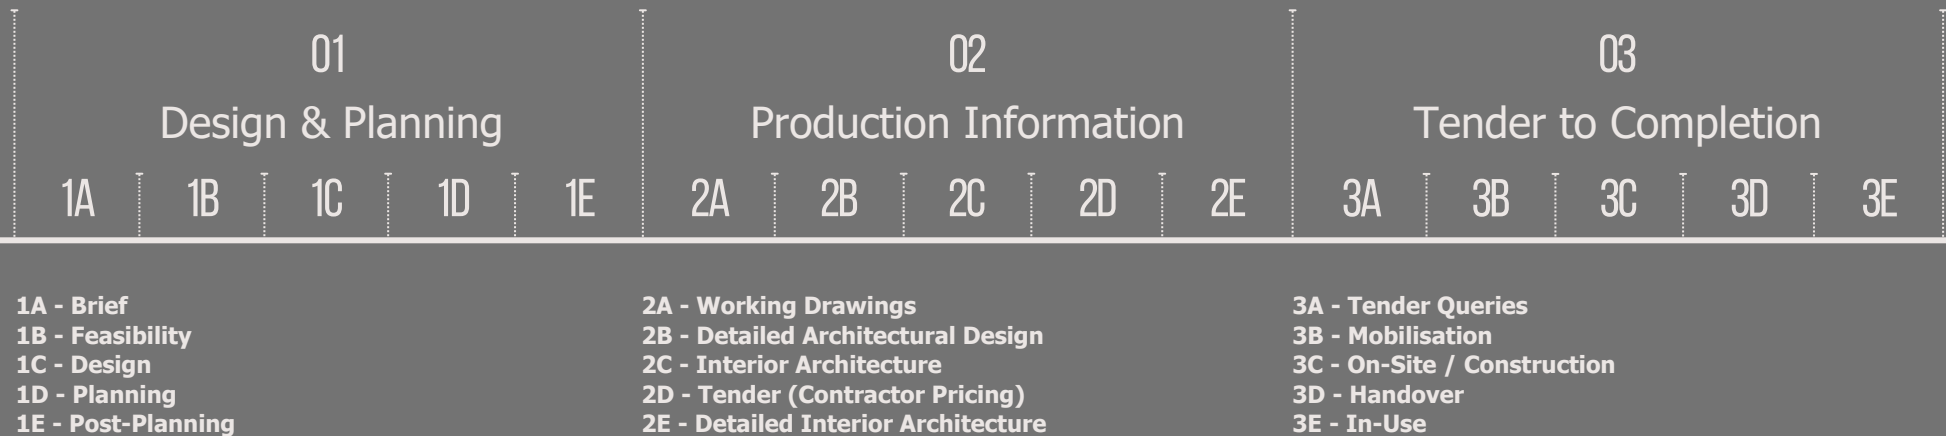 01
02
03
Design & Planning
Production Information
Tender to Completion
1A 1B 1C 1D 1E 2A 2B 2C 2D 2E 3A 3B 3C 3D 3E
1A - Brief
1B - Feasibility
1C - Design
1D - Planning
1E - Post-Planning
2A - Working Drawings
2B - Detailed Architectural Design
2C - Interior Architecture
2D - Tender (Contractor Pricing)
2E - Detailed Interior Architecture
3A - Tender Queries
3B - Mobilisation
3C - On-Site / Construction
3D - Handover
3E - In-Use